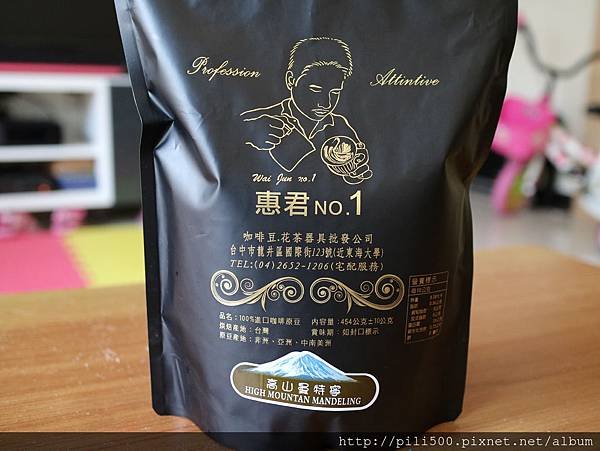 Profession
Attintive
Wai Jun no.1
惠君 NO.1
咖啡豆.花茶器具批發公司
台中市龍井區國際街123號(近東海大學)
TEL:(04)2652-1206(宅配服務)
品名：100%進口咖啡原豆 內容量：454公克±10公克
烘焙產地：台灣 賞味期：如封口標示
原豆產地：非洲、亞洲、中南美洲
營養標示
高山曼特寧
HIGH MOUNTAN MANDELING
http://pili500.pixnet.net/album